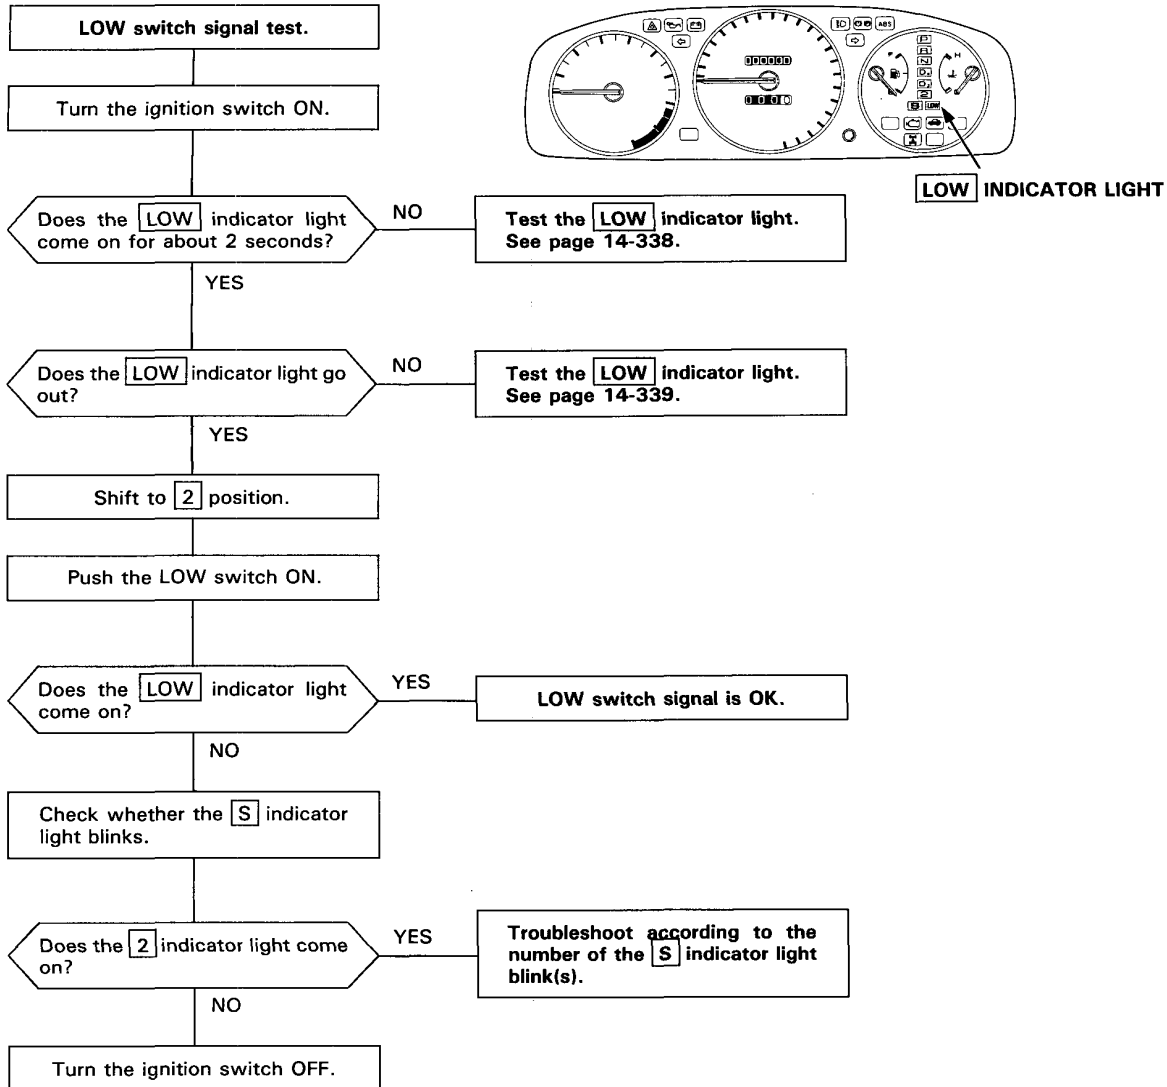 LOW switch signal test.
Turn the ignition switch ON.
Does the LOW indicator light
come on for about 2 seconds?
NO
Test the LOW indicator light.
See page 14-338.
YES
Does the LOW indicator light go
out?
NO
Test the LOW indicator light.
See page 14-339.
YES
Shift to 2 position.
Push the LOW switch ON.
Does the LOW indicator light
come on?
YES
LOW switch signal is OK.
NO
Check whether the S indicator
light blinks.
Does the 2 indicator light come
on?
YES
Troubleshoot according to the
number of the S indicator light
blink(s).
NO
Turn the ignition switch OFF.
ABS
000000
0000
P
R
N
D4
D3
2
S LOW
H
LOW INDICATOR LIGHT